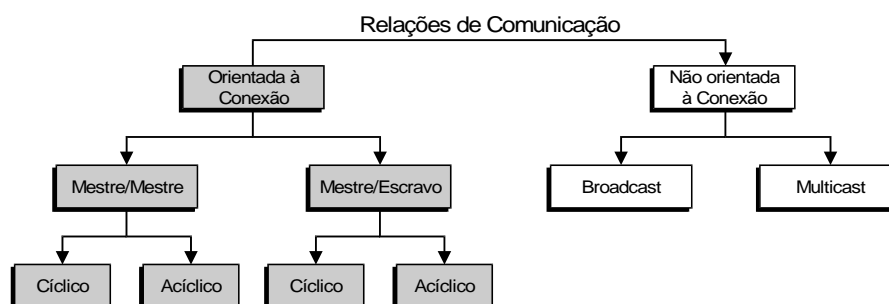 Relações de Comunicação
Orientada à
Conexão
Não orientada
à Conexão
Mestre/Mestre
Mestre/Escravo
Broadcast
Multicast
Cíclico
Acíclico
Cíclico
Acíclico